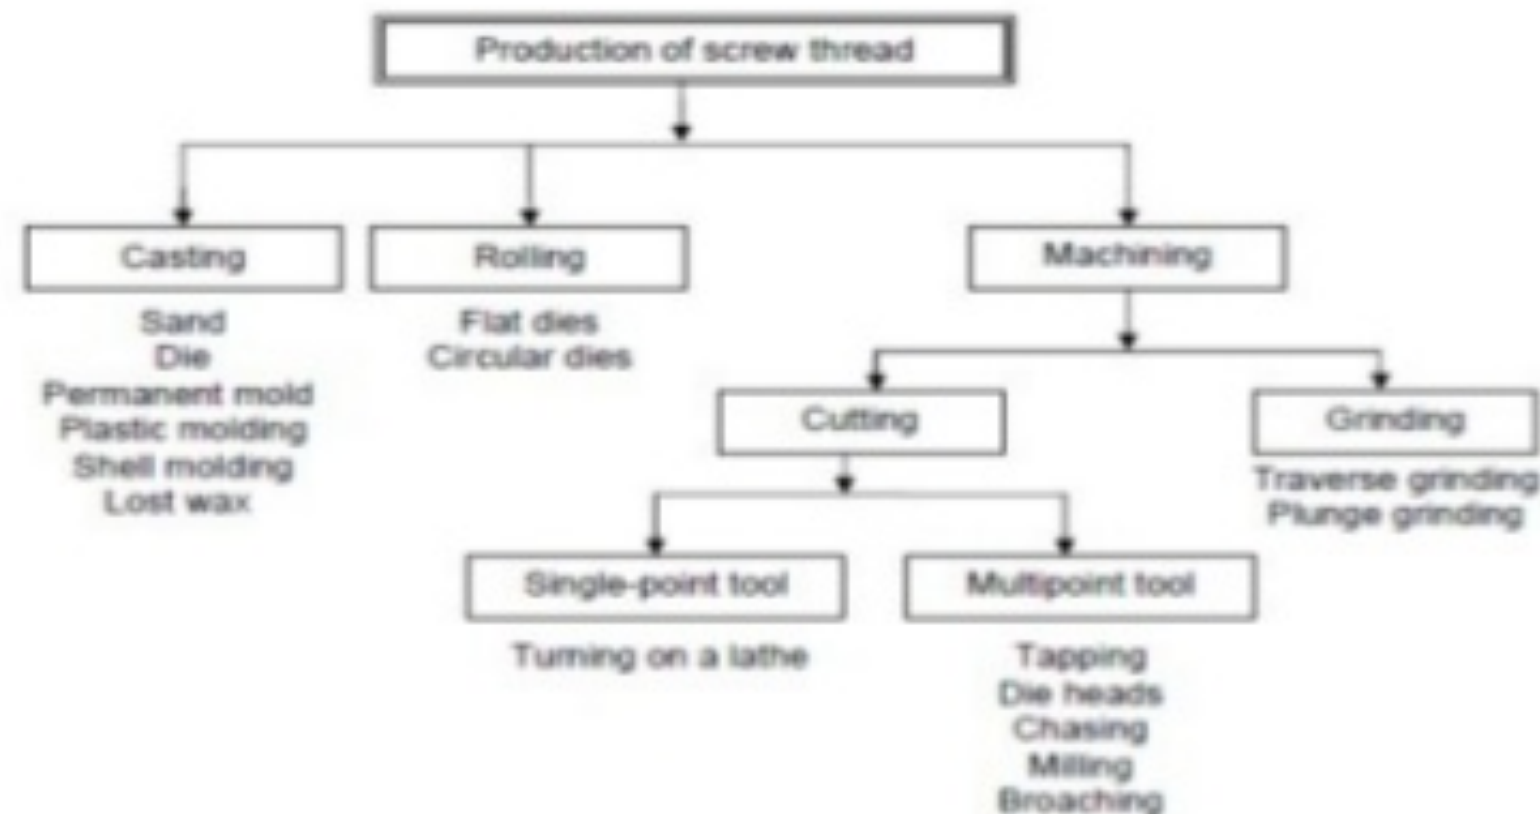 Production of screw thread
Casting
Rolling
Machining
Sand
Die
Permanent mold
Plastic molding
Shell molding
Lost wax
Flat dies
Circular dies
Cutting
Grinding
Traverse grinding
Plunge grinding
Single-point tool
Multipoint tool
Turning on a lathe
Tapping
Die heads
Chasing
Milling
Broaching